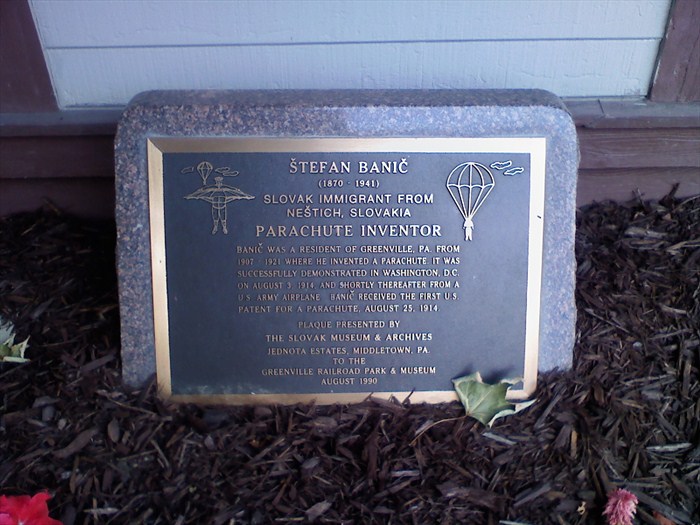 ŠTEFAN BANIČ
(1870 - 1941)
SLOVAK IMMIGRANT FROM
NEŠTICH, SLOVAKIA
PARACHUTE INVENTOR
BANIČ WAS A RESIDENT OF GREENVILLE, PA. FROM
1907 - 1921 WHERE HE INVENTED A PARACHUTE. IT WAS
SUCCESSFULLY DEMONSTRATED IN WASHINGTON, D.C.
ON AUGUST 3, 1914 AND SHORTLY THEREAFTER FROM A
U.S. ARMY AIRPLANE. BANIČ RECEIVED THE FIRST U.S.
PATENT FOR A PARACHUTE, AUGUST 25, 1914.
PLAQUE PRESENTED BY
THE SLOVAK MUSEUM & ARCHIVES
JEDNOTA ESTATES, MIDDLETOWN, PA.
TO THE
GREENVILLE RAILROAD PARK & MUSEUM
AUGUST 1990